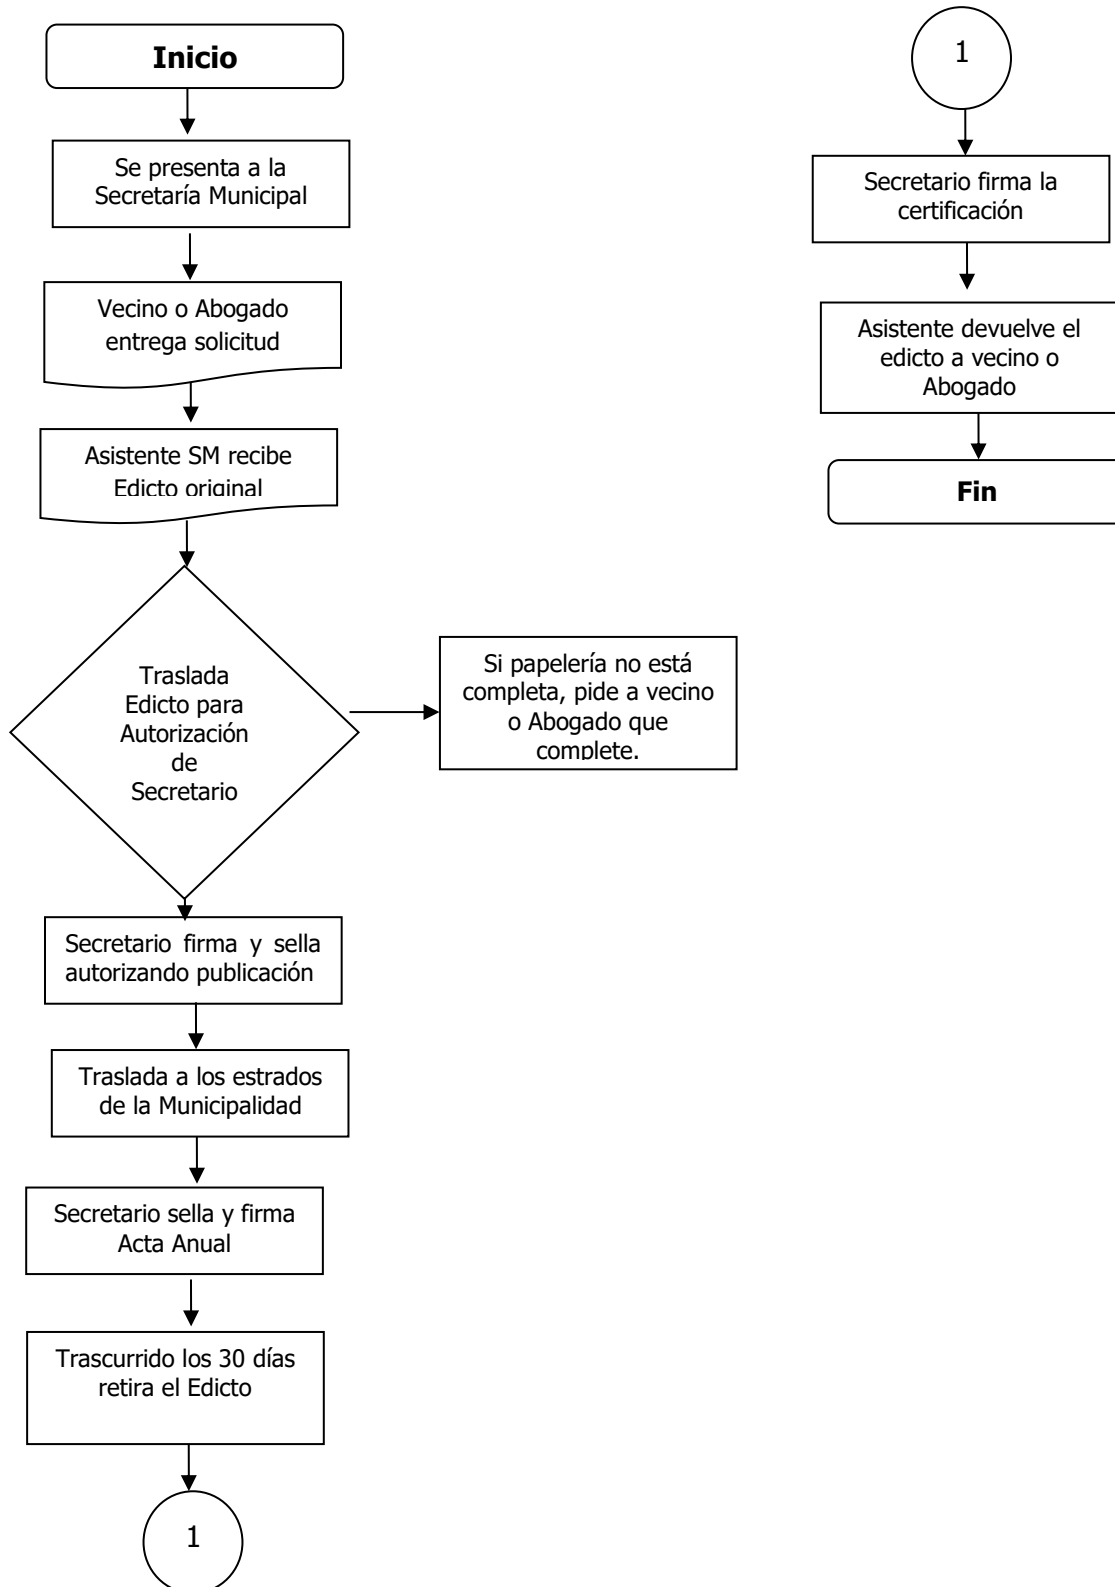 Inicio
Se presenta a la
Secretaría Municipal
Vecino o Abogado
entrega solicitud
Asistente SM recibe
Edicto original
Traslada
Edicto para
Autorización
de
Secretario
Si papelería no está
completa, pide a vecino
o Abogado que
complete.
Secretario firma y sella
autorizando publicación
Traslada a los estrados
de la Municipalidad
Secretario sella y firma
Acta Anual
Trascurrido los 30 días
retira el Edicto
1
1
Secretario firma la
certificación
Asistente devuelve el
edicto a vecino o
Abogado
Fin